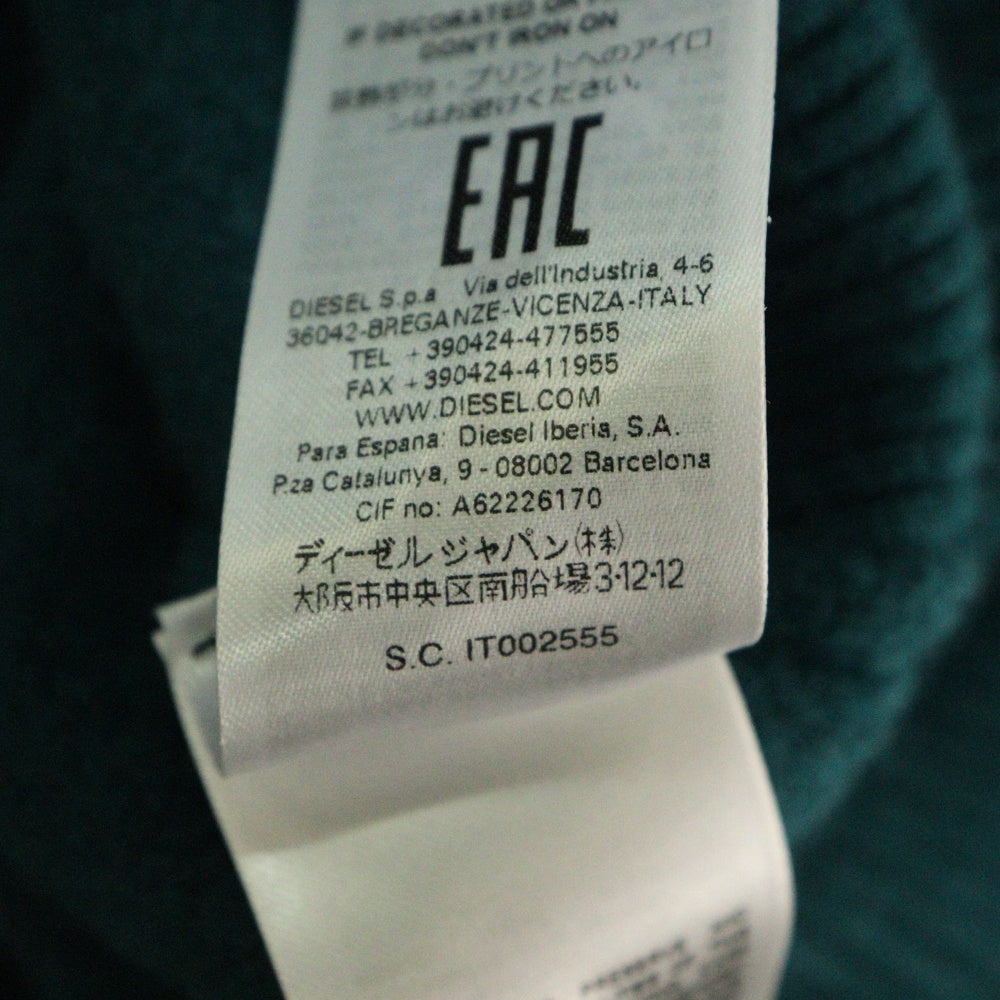 IF DECORATED OR
DON'T IRON ON
装飾部分・プリントへのアイロ
ンはお避けください。
EAC
DIESEL S.p.a Via dell'Industria, 4-6
36042-BREGANZE-VICENZA-ITALY
TEL +390424-477555
FAX +390424-411955
WWW.DIESEL.COM
Para Espana: Diesel Iberia, S.A.
P.za Catalunya, 9 - 08002 Barcelona
CIF no: A62226170
ディーゼル ジャパン(株)
大阪市中央区南船場3-12-12
S.C. IT002555